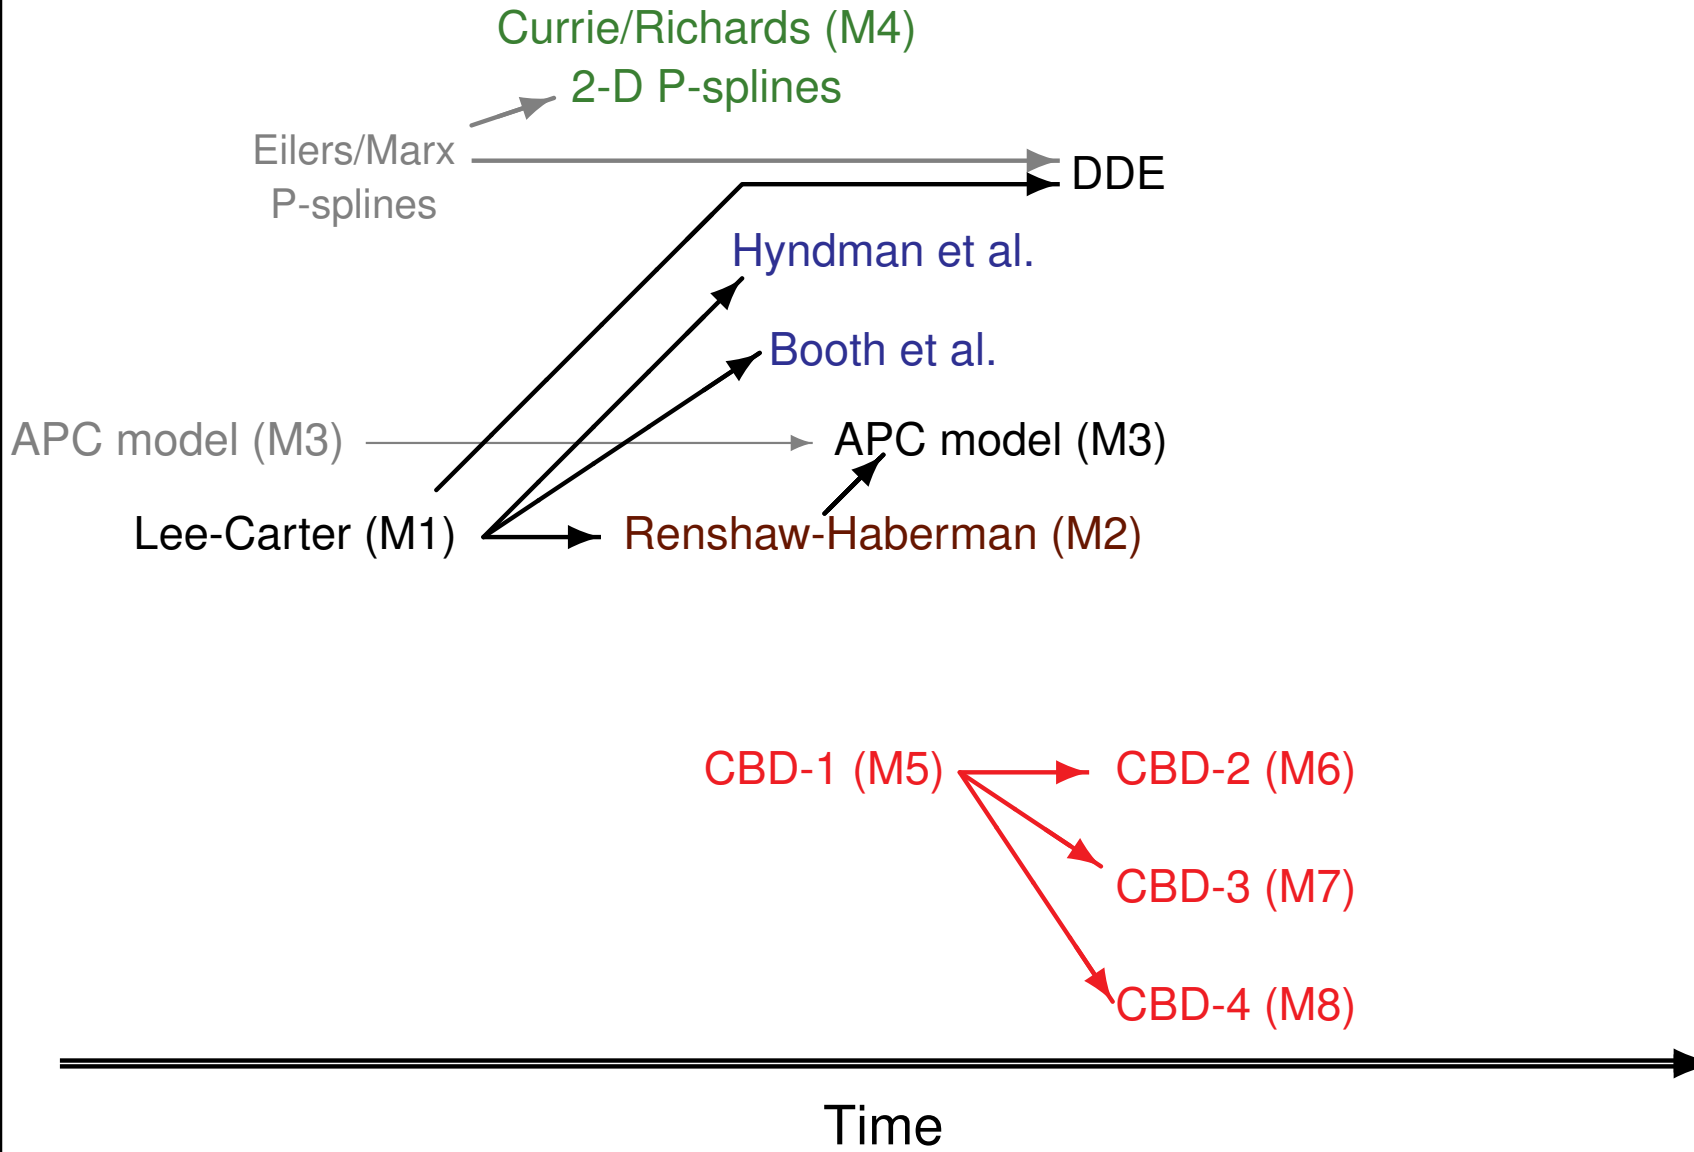 Currie/Richards (M4)
2-D P-splines
Eilers/Marx
P-splines
DDE
Hyndman et al.
Booth et al.
APC model (M3)
APC model (M3)
Lee-Carter (M1)
Renshaw-Haberman (M2)
CBD-1 (M5)
CBD-2 (M6)
CBD-3 (M7)
CBD-4 (M8)
Time